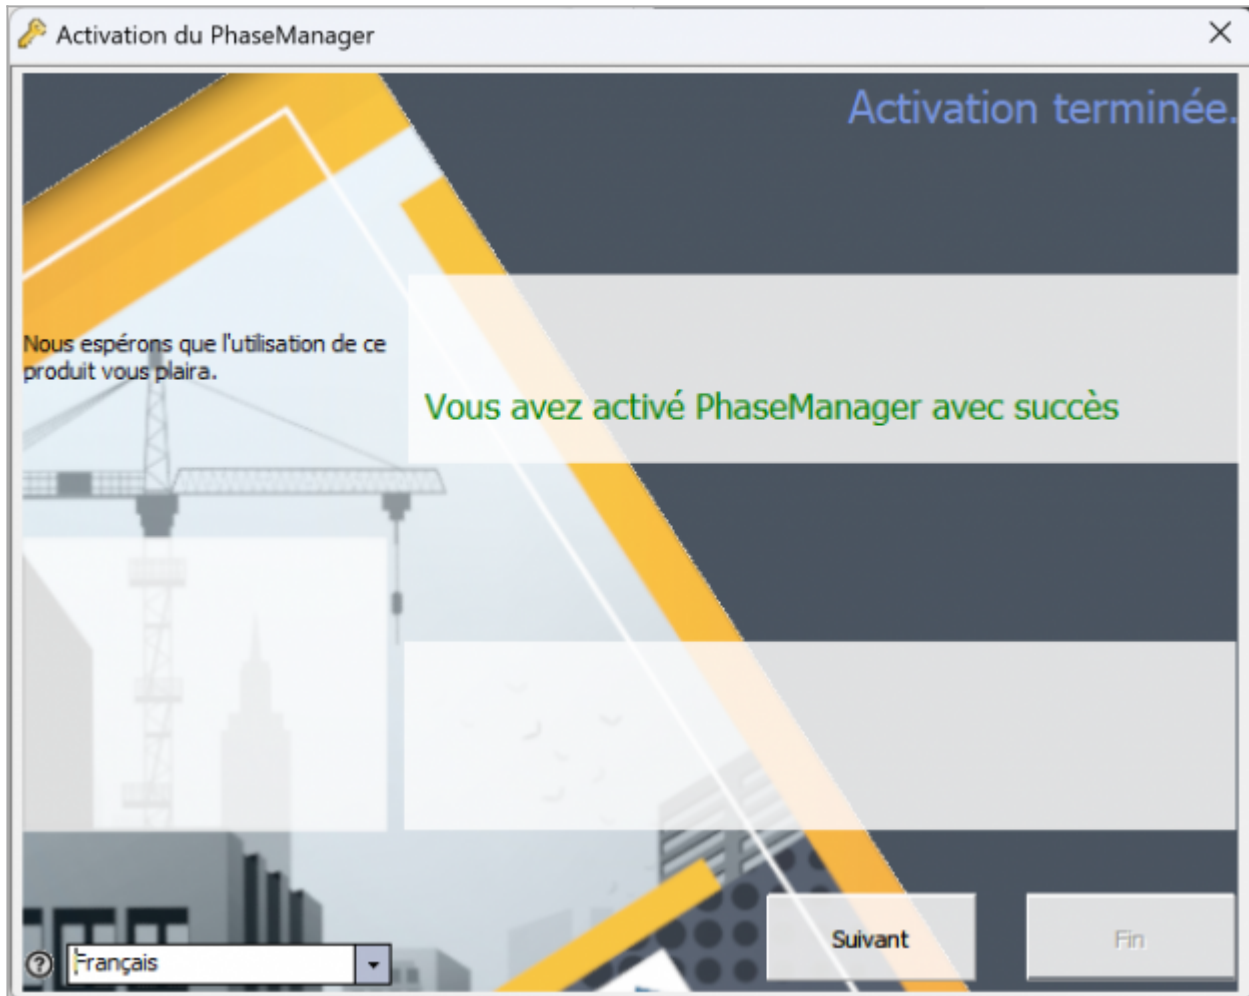 Activation du PhaseManager
Activation terminée.
Nous espérons que l'utilisation de ce
produit vous plaira.
Vous avez activé PhaseManager avec succès
Suivant
Fin
Français